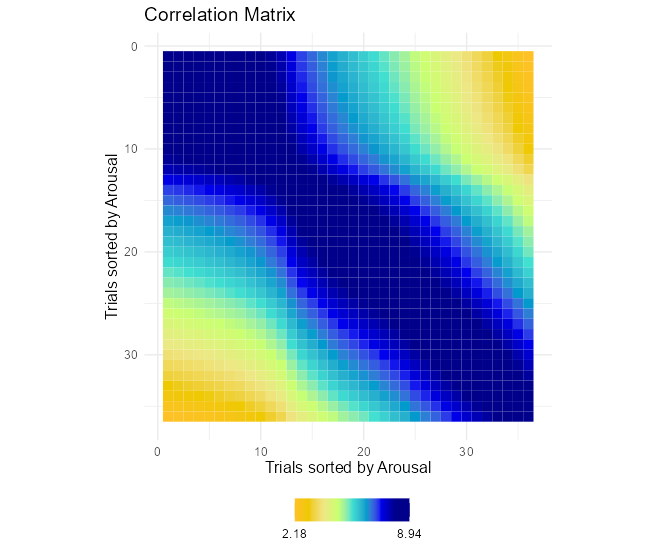 Correlation Matrix
0
10
20
30
Trials sorted by Arousal
0 10 20 30
Trials sorted by Arousal
2.18 8.94